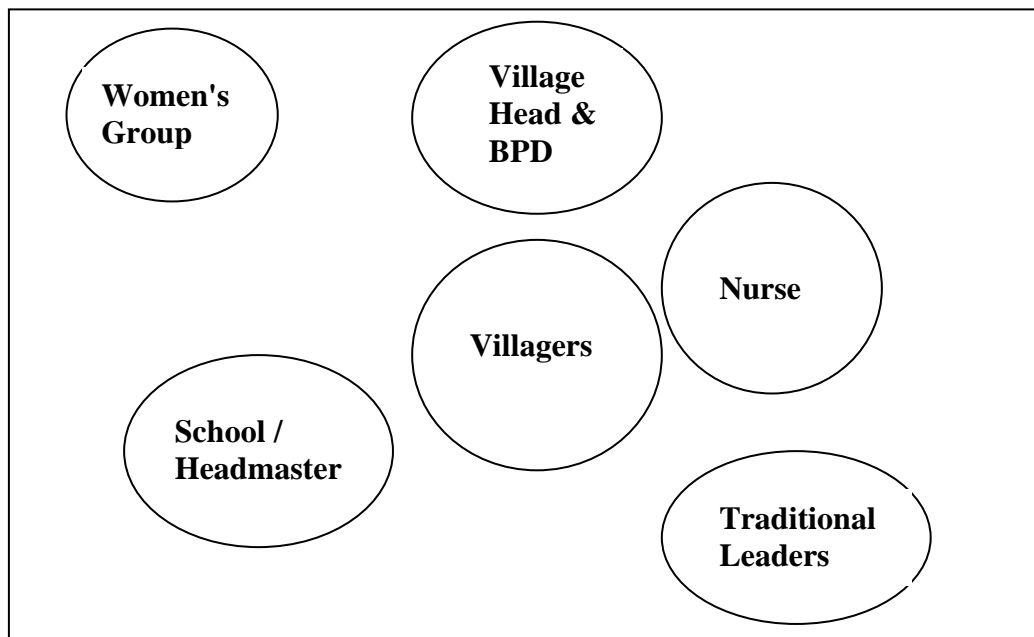 Women's
Group
Village
Head &
BPD
Nurse
Villagers
School /
Headmaster
Traditional
Leaders